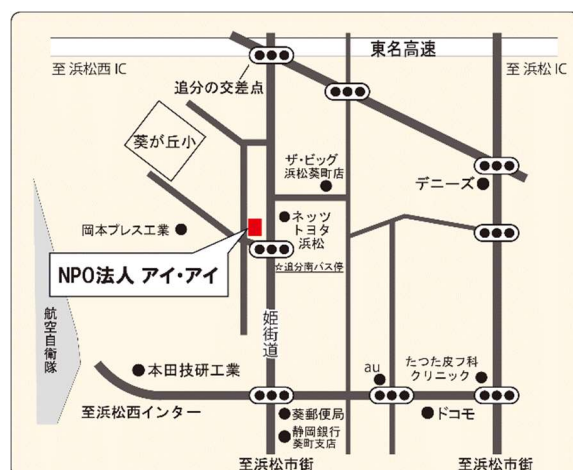 東名高速
至 浜松西 IC
至 浜松 IC
追分の交差点
葵が丘小
ザ・ビッグ
浜松葵町店
デニーズ
岡本プレス工業
ネッツ
トヨタ
浜松
NPO法人 アイ・アイ
☆追分南バス停
航空自衛隊
姫街道
本田技研工業
au
たつた皮フ科
クリニック
至浜松西インター
葵郵便局
ドコモ
静岡銀行
葵町支店
至浜松市街
至浜松市街